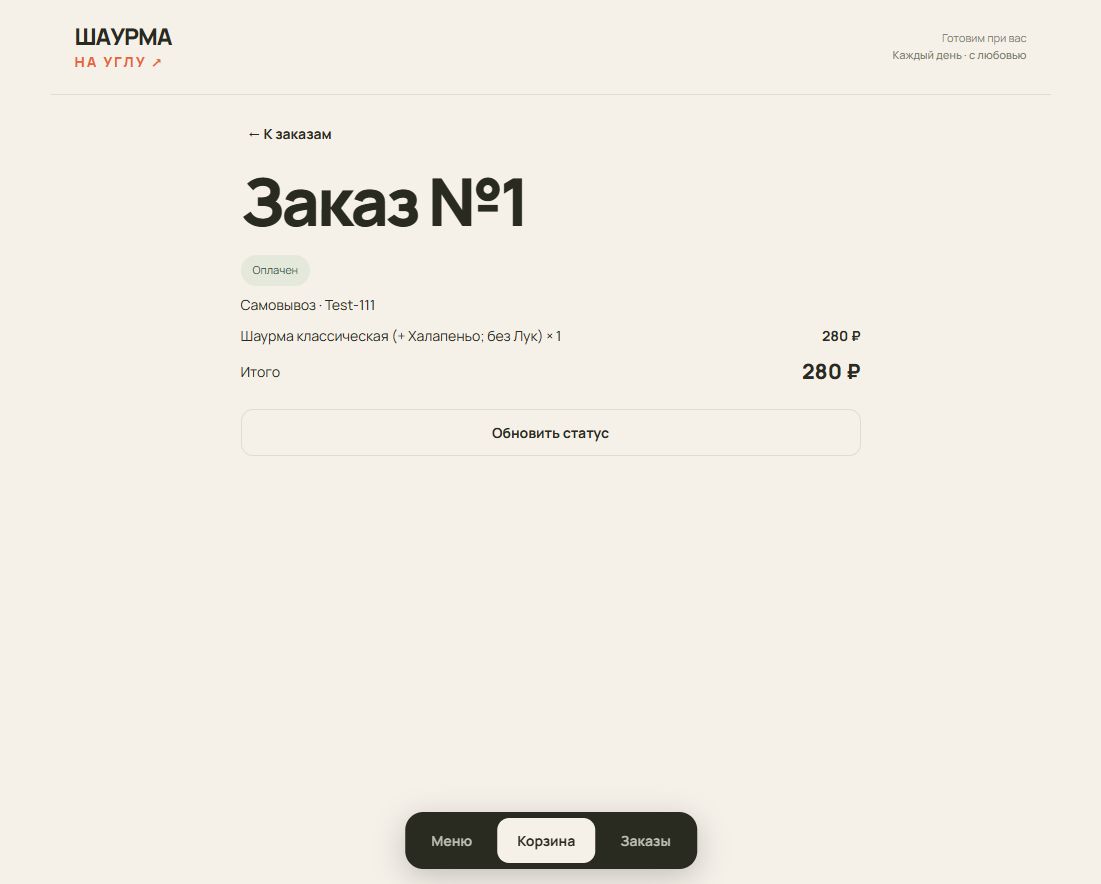 ШАУРМА
НА УГЛУ ↗
Готовим при вас
Каждый день · с любовью
← К заказам
Заказ №1
Оплачен
Самовывоз · Test-111
Шаурма классическая (+ Халапеньо; без Лук) × 1 280 ₽
Итого 280 ₽
Обновить статус
Меню Корзина Заказы